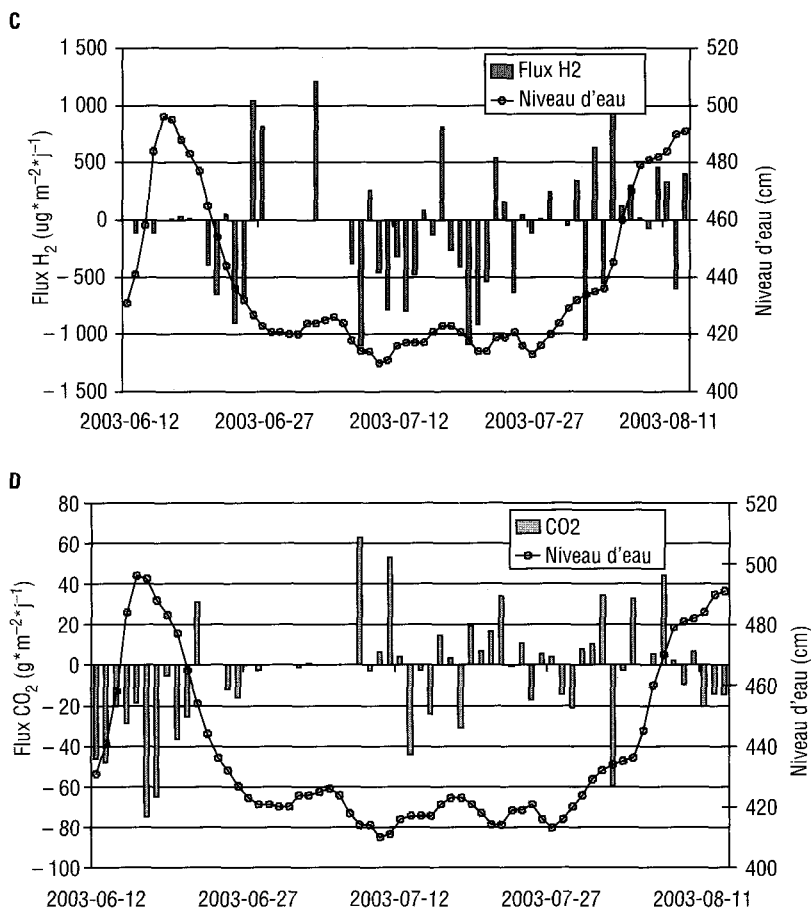 C
Flux H₂ (ug*m⁻²*j⁻¹)
1 500
1 000
500
0
– 500
– 1 000
– 1 500
Flux H2
Niveau d'eau
520
500
480
460
440
420
400
Niveau d'eau (cm)
2003-06-12 2003-06-27 2003-07-12 2003-07-27 2003-08-11
D
Flux CO₂ (g*m⁻²*j⁻¹)
80
60
40
20
0
– 20
– 40
– 60
– 80
– 100
CO2
Niveau d'eau
520
500
480
460
440
420
400
Niveau d'eau (cm)
2003-06-12 2003-06-27 2003-07-12 2003-07-27 2003-08-11